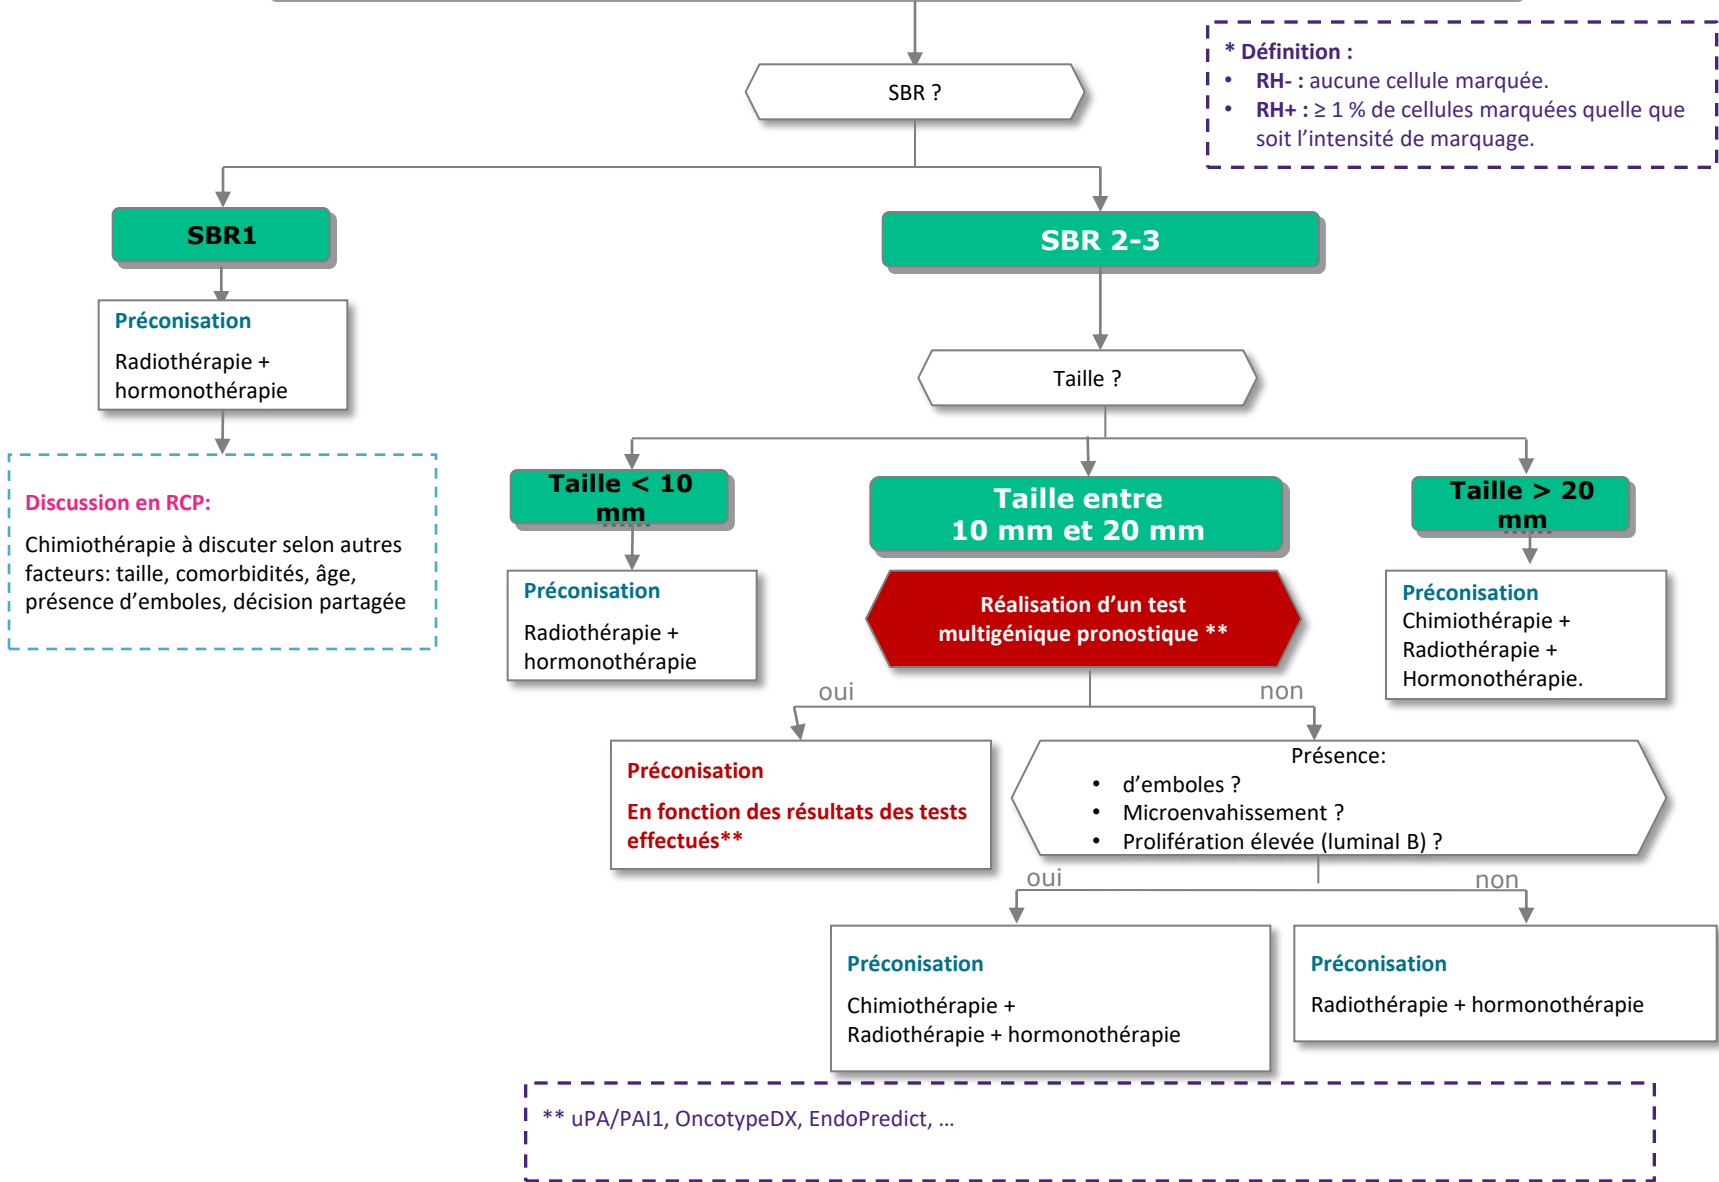 * Définition :
• RH- : aucune cellule marquée.
• RH+ : ≥ 1 % de cellules marquées quelle que
soit l’intensité de marquage.
SBR ?
SBR1
SBR 2-3
Préconisation
Radiothérapie +
hormonothérapie
Taille ?
Discussion en RCP:
Chimiothérapie à discuter selon autres
facteurs: taille, comorbidités, âge,
présence d’emboles, décision partagée
Taille < 10
mm
Taille entre
10 mm et 20 mm
Taille > 20
mm
Préconisation
Radiothérapie +
hormonothérapie
Réalisation d’un test
multigénique pronostique **
Préconisation
Chimiothérapie +
Radiothérapie +
Hormonothérapie.
oui
non
Préconisation
En fonction des résultats des tests
effectués**
Présence:
• d’emboles ?
• Microenvahissement ?
• Prolifération élevée (luminal B) ?
oui
non
Préconisation
Chimiothérapie +
Radiothérapie + hormonothérapie
Préconisation
Radiothérapie + hormonothérapie
** uPA/PAI1, OncotypeDX, EndoPredict, …